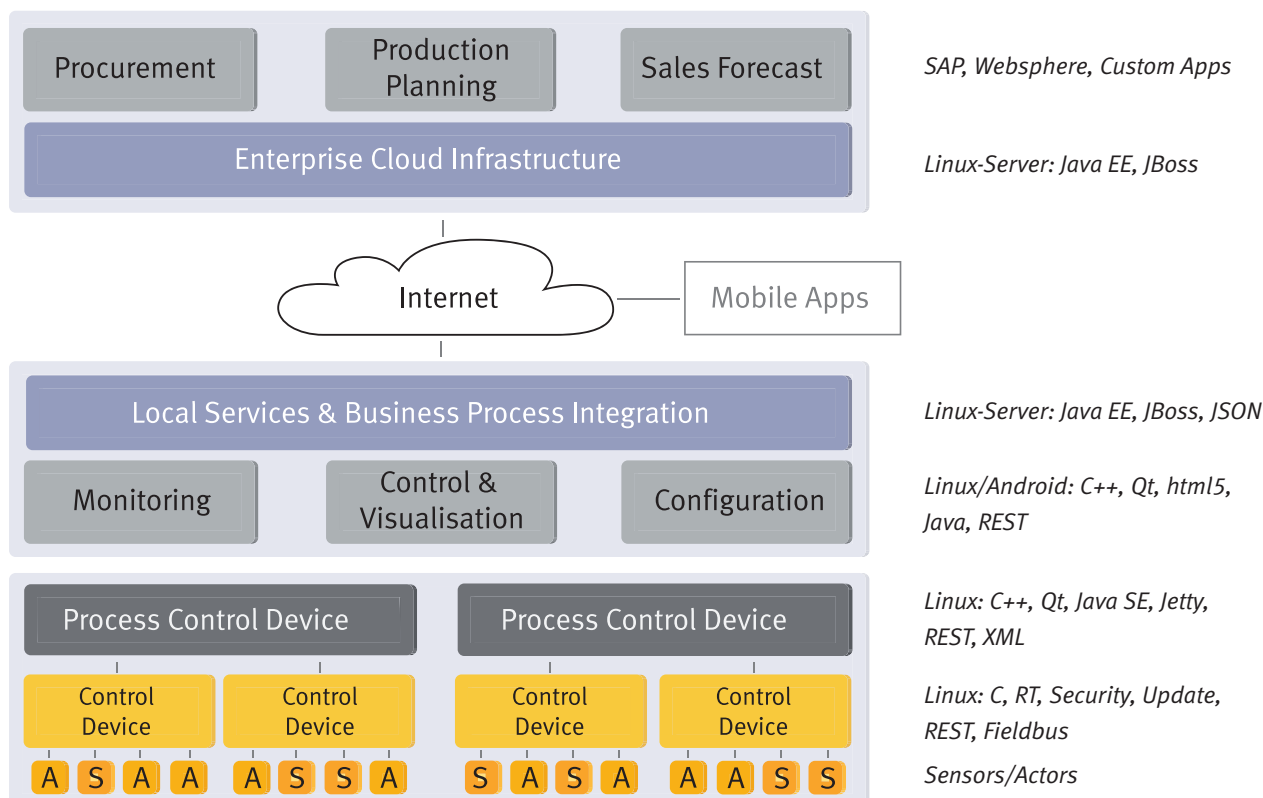 Procurement
Production
Planning
Sales Forecast
SAP, Websphere, Custom Apps
Enterprise Cloud Infrastructure
Linux-Server: Java EE, JBoss
Internet
Mobile Apps
Local Services & Business Process Integration
Linux-Server: Java EE, JBoss, JSON
Monitoring
Control &
Visualisation
Configuration
Linux/Android: C++, Qt, html5,
Java, REST
Process Control Device
Process Control Device
Linux: C++, Qt, Java SE, Jetty,
REST, XML
Control
Device
Control
Device
Control
Device
Control
Device
Linux: C, RT, Security, Update,
REST, Fieldbus
A S A A A S S A S A S A A A S S
Sensors/Actors